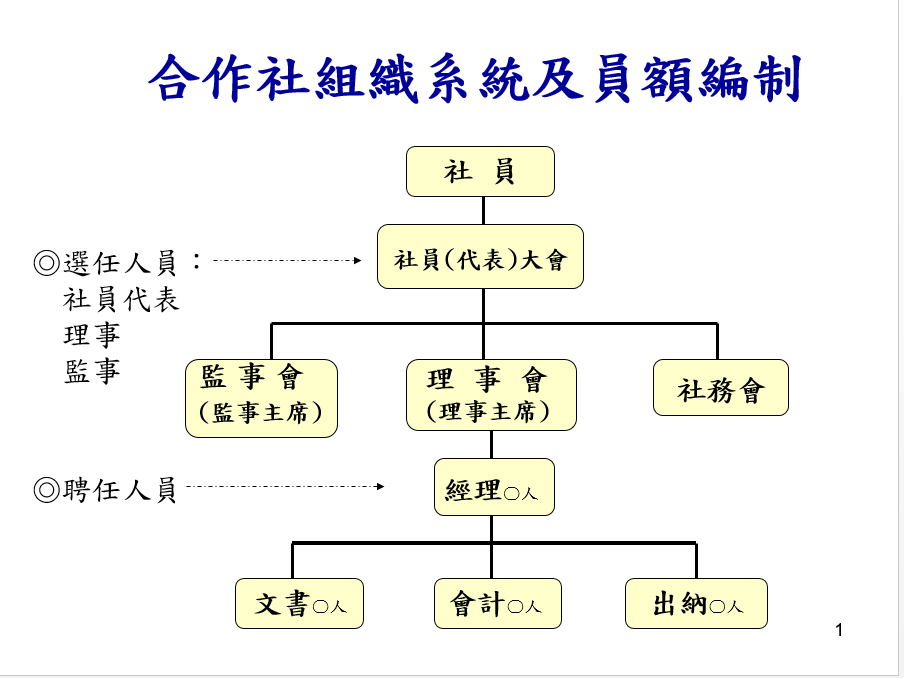 合作社組織系統及員額編制
社 員
社員(代表)大會
◎選任人員：
社員代表
理事
監事
監 事 會
(監事主席)
理 事 會
(理事主席)
社務會
◎聘任人員
經理○人
文書○人
會計○人
出納○人
1